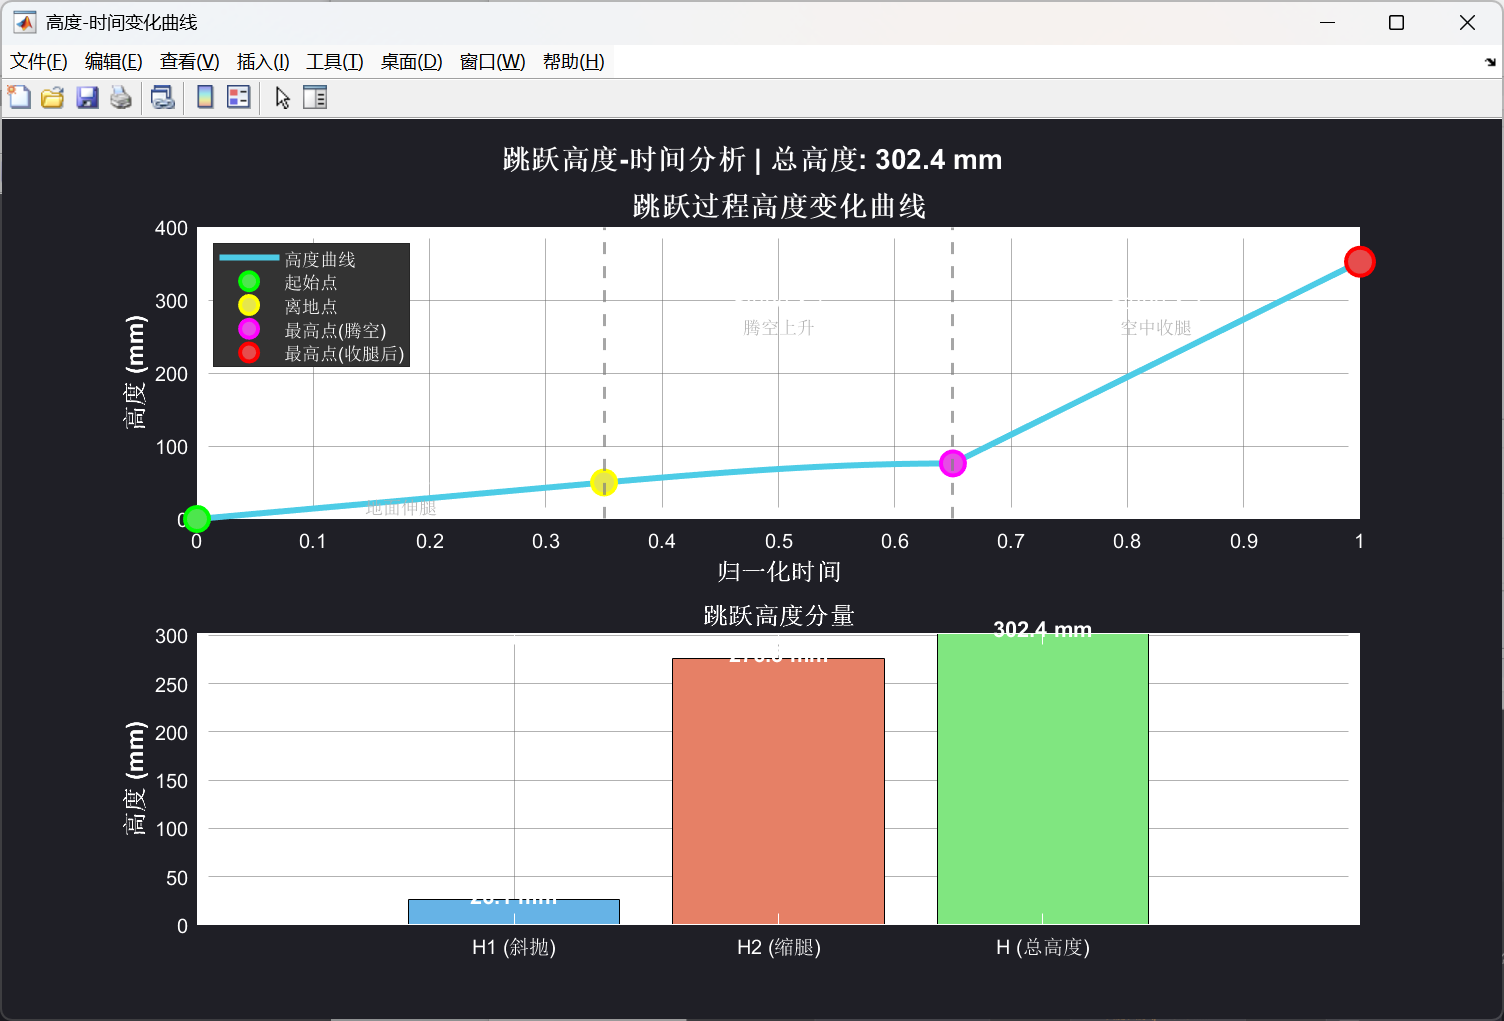 高度-时间变化曲线
文件(F) 编辑(E) 查看(V) 插入(I) 工具(T) 桌面(D) 窗口(W) 帮助(H)
跳跃高度-时间分析 | 总高度: 302.4 mm
跳跃过程高度变化曲线
高度 (mm)
400
300
200
100
0
高度曲线
起始点
离地点
最高点(腾空)
最高点(收腿后)
腾空上升
空中收腿
地面伸腿
0 0.1 0.2 0.3 0.4 0.5 0.6 0.7 0.8 0.9 1
归一化时间
跳跃高度分量
高度 (mm)
300
250
200
150
100
50
0
302.4 mm
H1 (斜抛) H2 (缩腿) H (总高度)